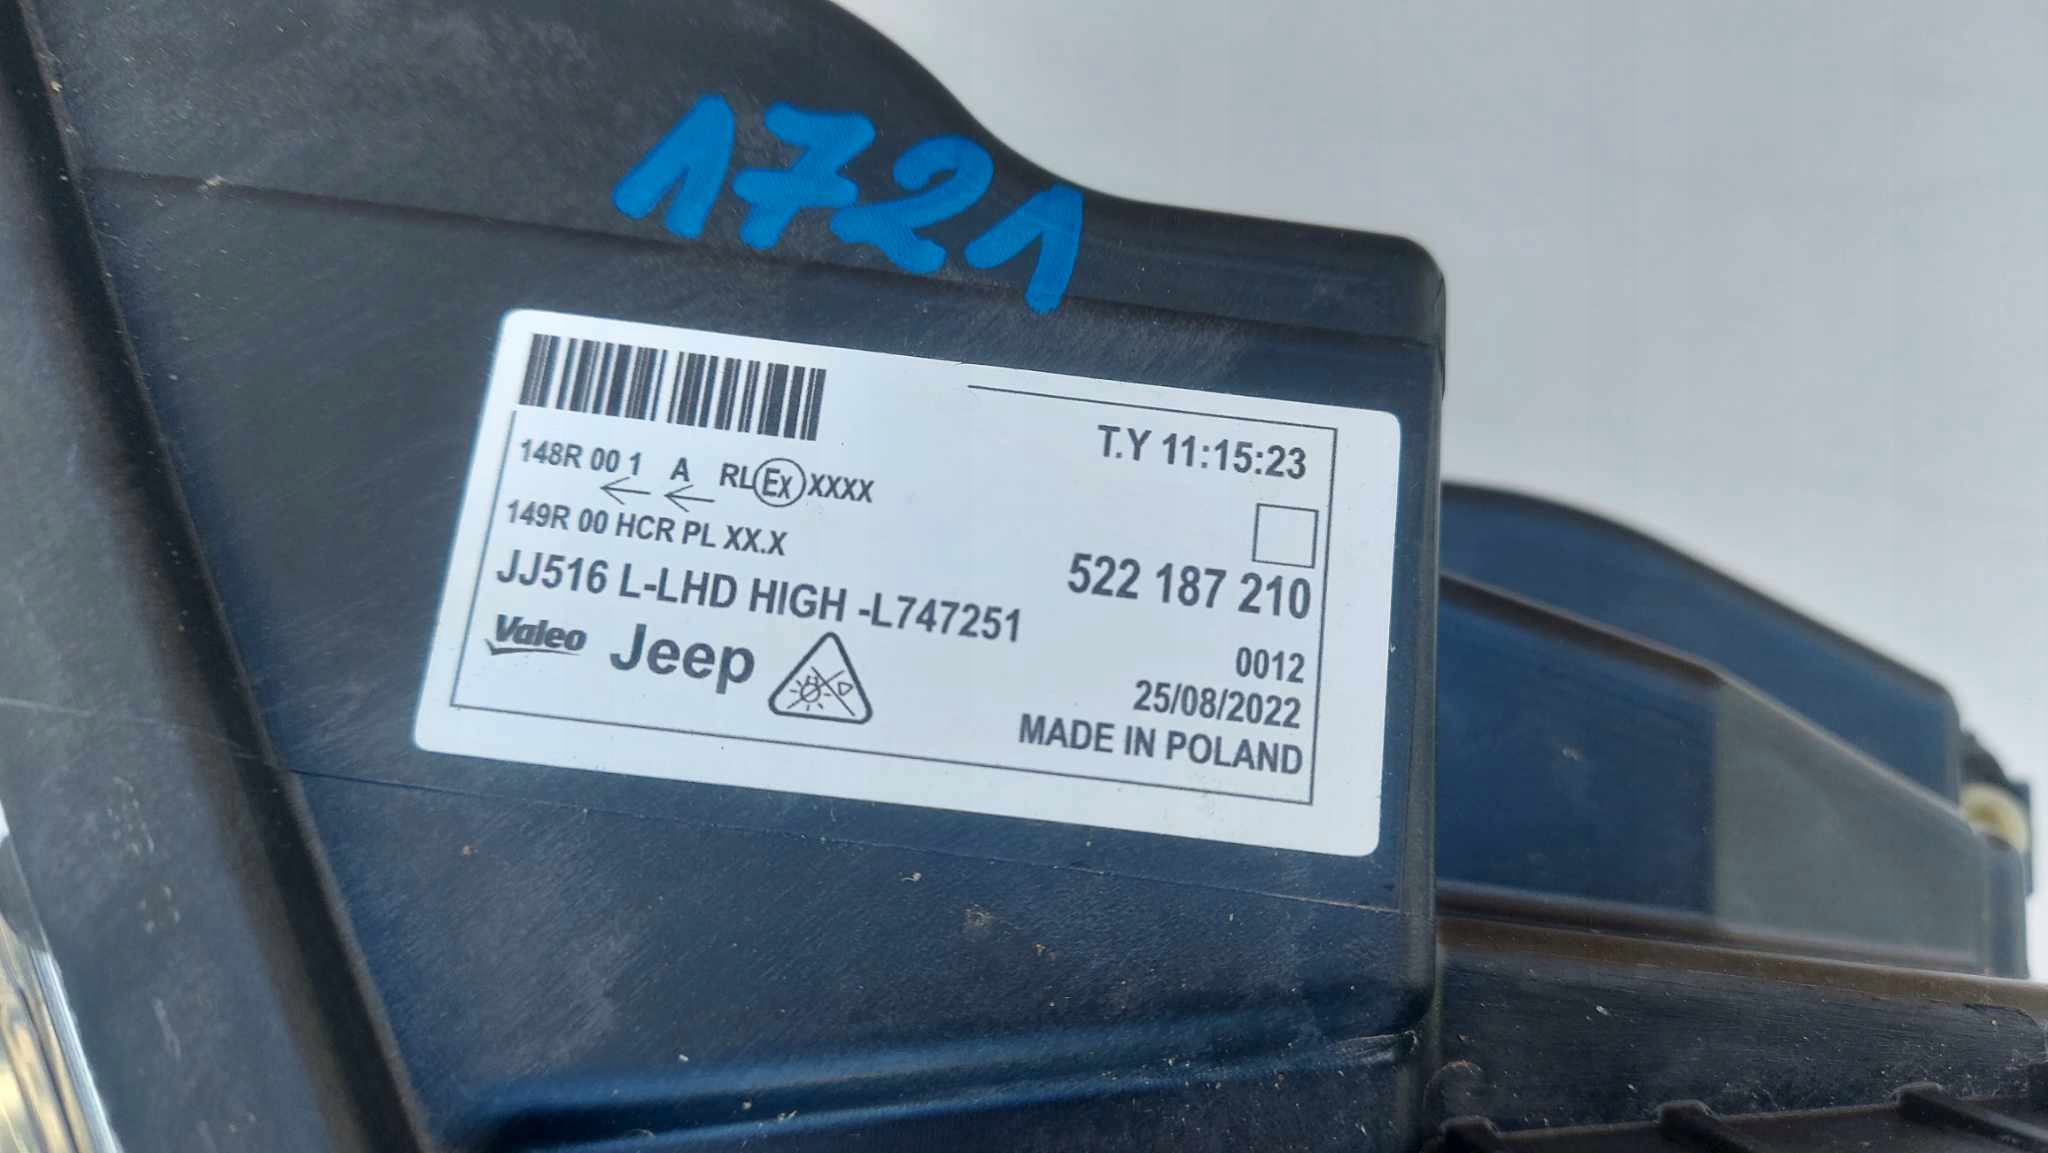 1721
T.Y 11:15:23
148R 00 1 A RL Ex XXXX
149R 00 HCR PL XX.X
JJ516 L-LHD HIGH -L747251
522 187 210
Valeo Jeep
0012
25/08/2022
MADE IN POLAND